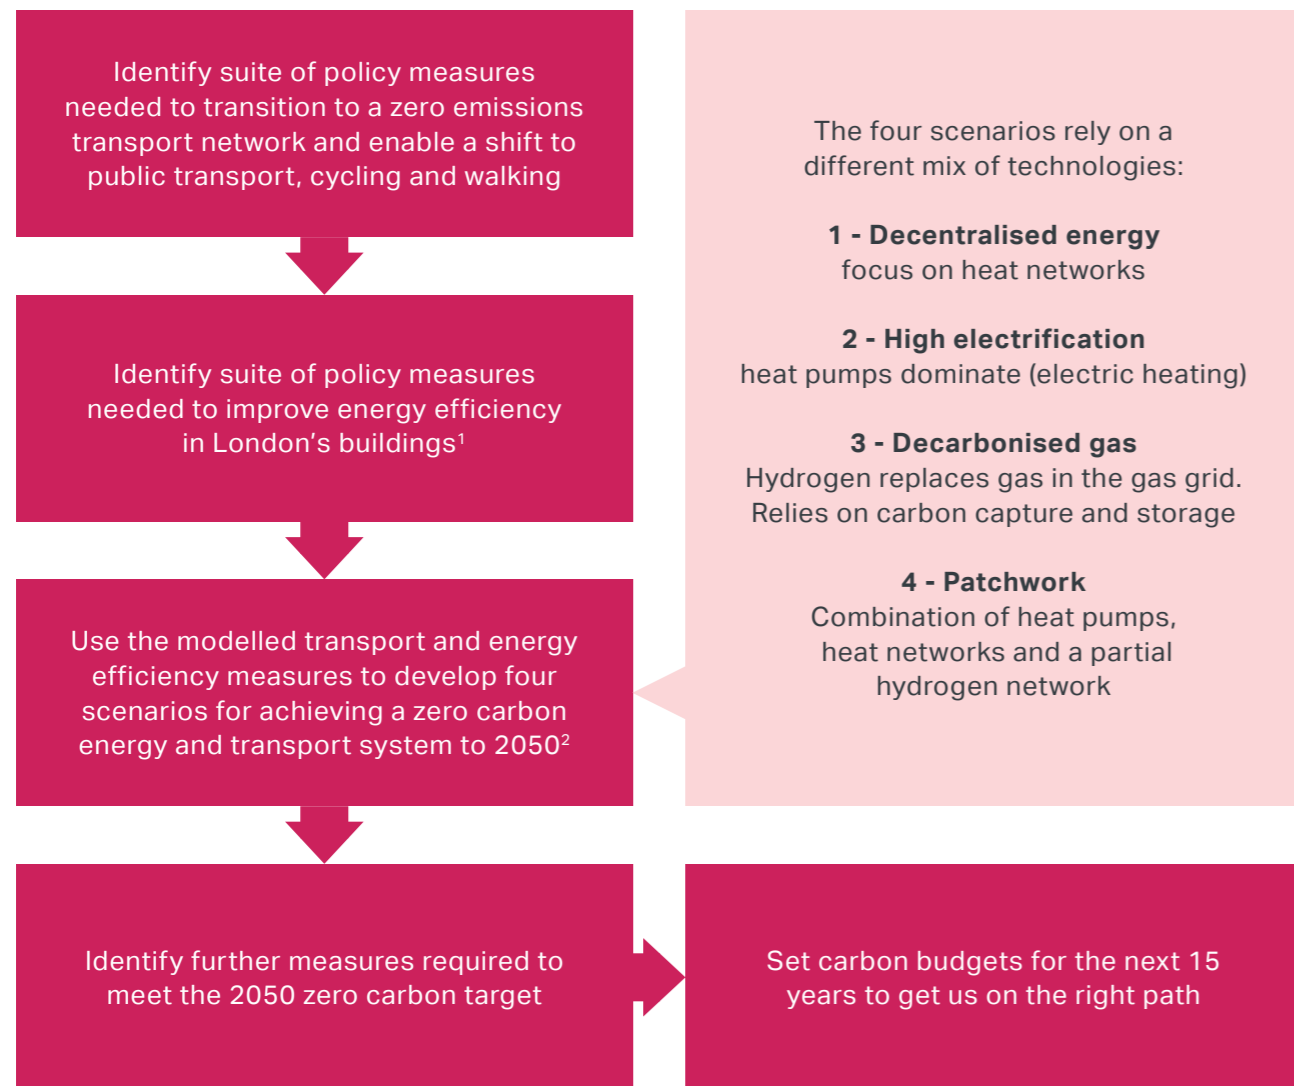 Identify suite of policy measures
needed to transition to a zero emissions
transport network and enable a shift to
public transport, cycling and walking
Identify suite of policy measures
needed to improve energy efficiency
in London's buildings¹
Use the modelled transport and energy
efficiency measures to develop four
scenarios for achieving a zero carbon
energy and transport system to 2050²
The four scenarios rely on a
different mix of technologies:
1 - Decentralised energy
focus on heat networks
2 - High electrification
heat pumps dominate (electric heating)
3 - Decarbonised gas
Hydrogen replaces gas in the gas grid.
Relies on carbon capture and storage
4 - Patchwork
Combination of heat pumps,
heat networks and a partial
hydrogen network
Identify further measures required to
meet the 2050 zero carbon target
Set carbon budgets for the next 15
years to get us on the right path